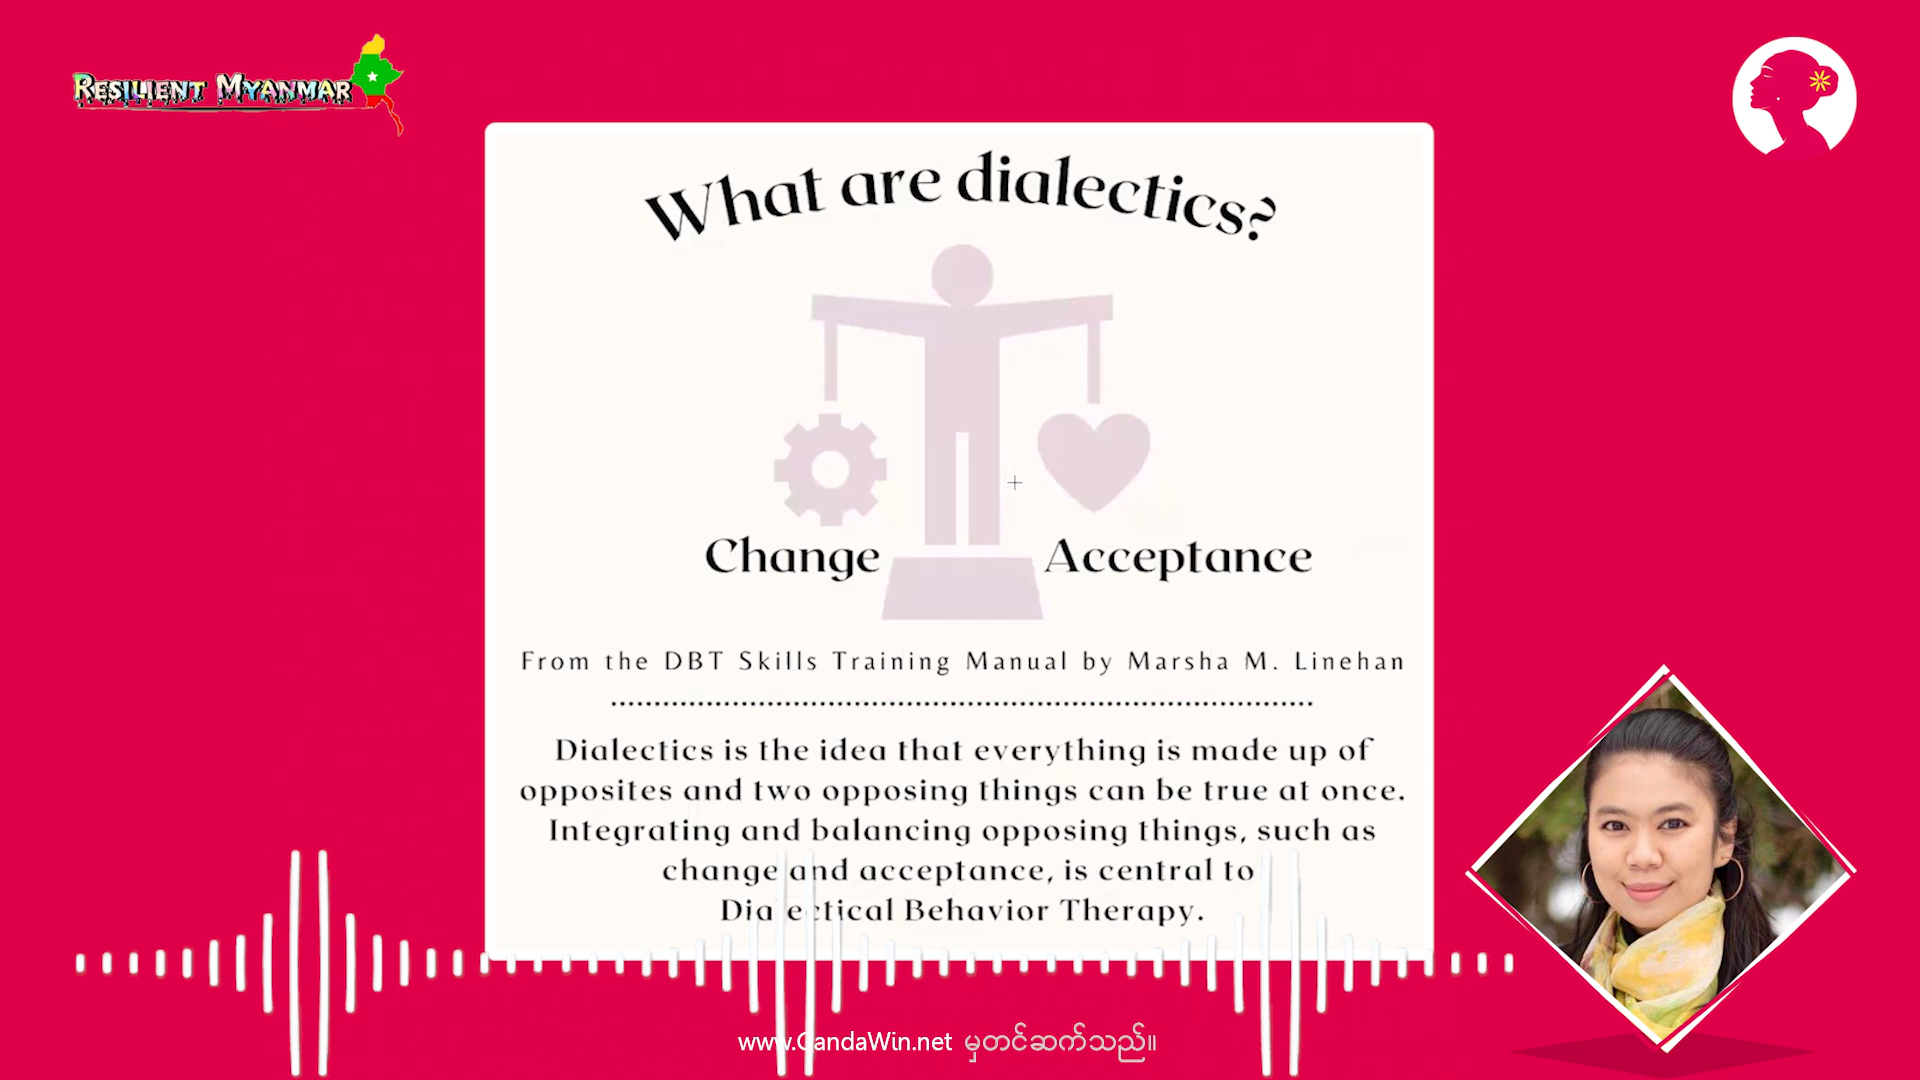 RESILIENT MYANMAR
What are dialectics?
Change
Acceptance
From the DBT Skills Training Manual by Marsha M. Linehan
Dialectics is the idea that everything is made up of
opposites and two opposing things can be true at once.
Integrating and balancing opposing things, such as
change and acceptance, is central to
Dialectical Behavior Therapy.
www.CandaWin.net မှတင်ဆက်သည်။